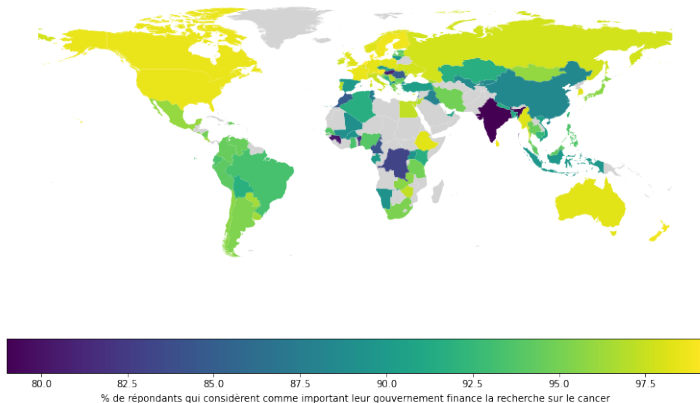 80.0 82.5 85.0 87.5 90.0 92.5 95.0 97.5
% de répondants qui considèrent comme important leur gouvernement finance la recherche sur le cancer